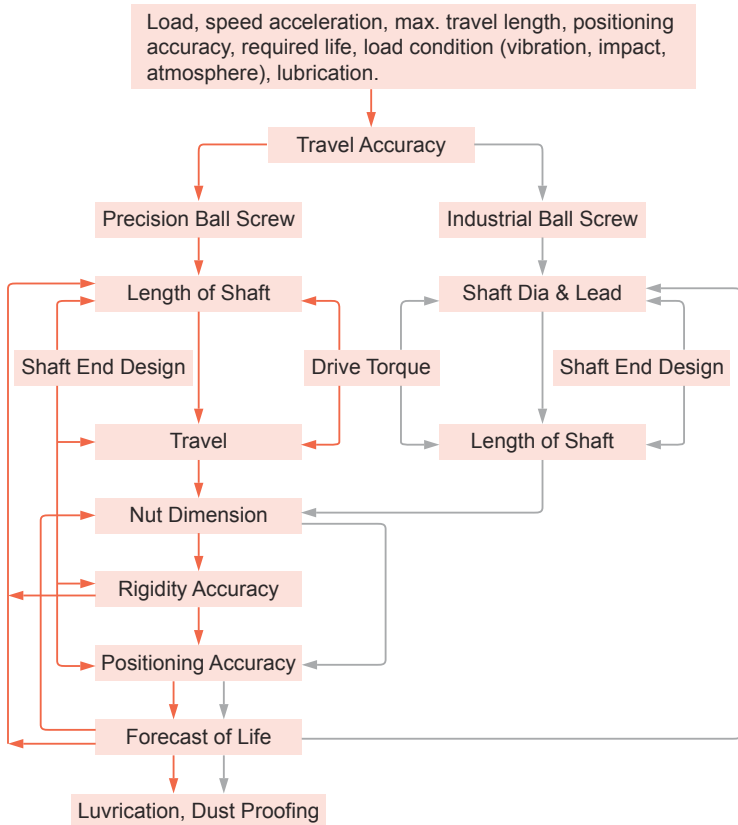 Load, speed acceleration, max. travel length, positioning
accuracy, required life, load condition (vibration, impact,
atmosphere), lubrication.
Travel Accuracy
Precision Ball Screw
Industrial Ball Screw
Length of Shaft
Shaft Dia & Lead
Shaft End Design
Drive Torque
Shaft End Design
Travel
Length of Shaft
Nut Dimension
Rigidity Accuracy
Positioning Accuracy
Forecast of Life
Luvrication, Dust Proofing